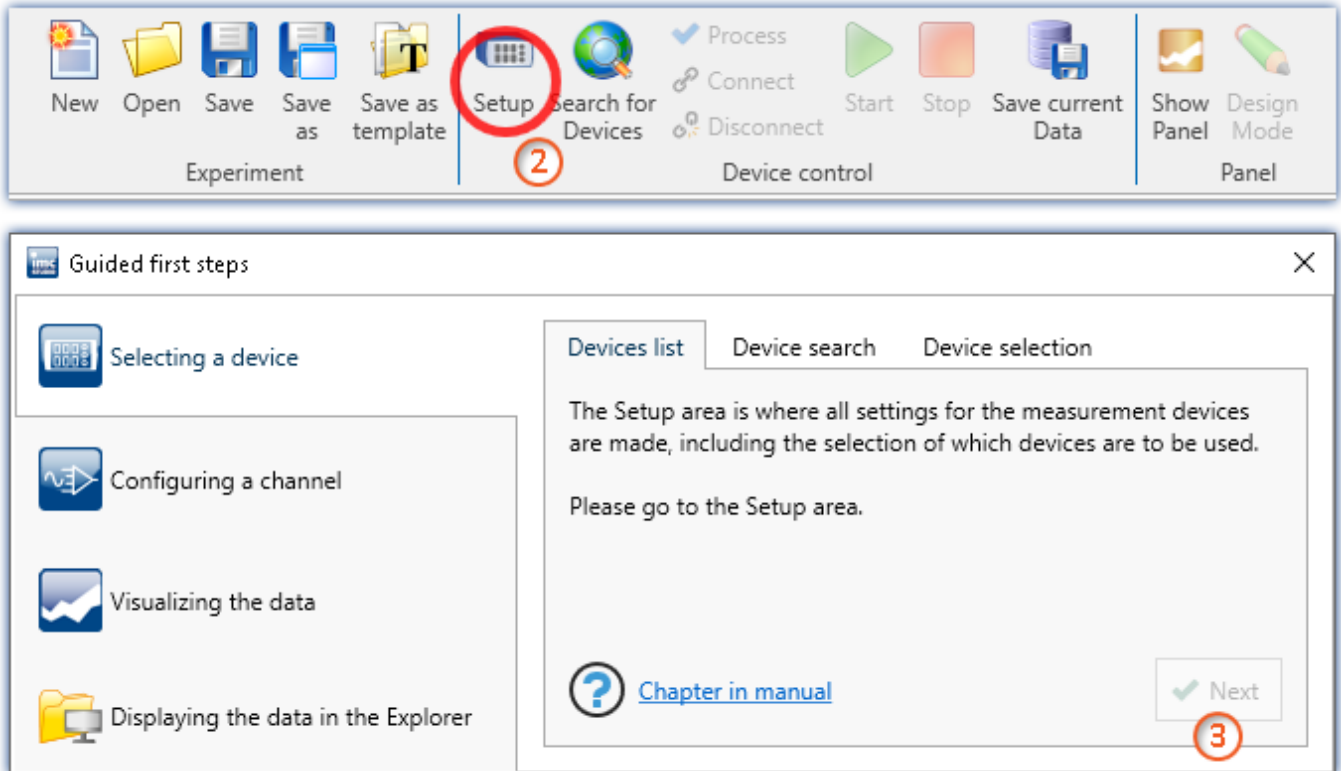 New Open Save Save as Save as template Setup Search for Devices Process Connect Disconnect Start Stop Save current Data Show Panel Design Mode
2
Experiment Device control Panel
imc STUDIO Guided first steps
Selecting a device
Configuring a channel
Visualizing the data
Displaying the data in the Explorer
Devices list Device search Device selection
The Setup area is where all settings for the measurement devices
are made, including the selection of which devices are to be used.
Please go to the Setup area.
? Chapter in manual
Next
3
T